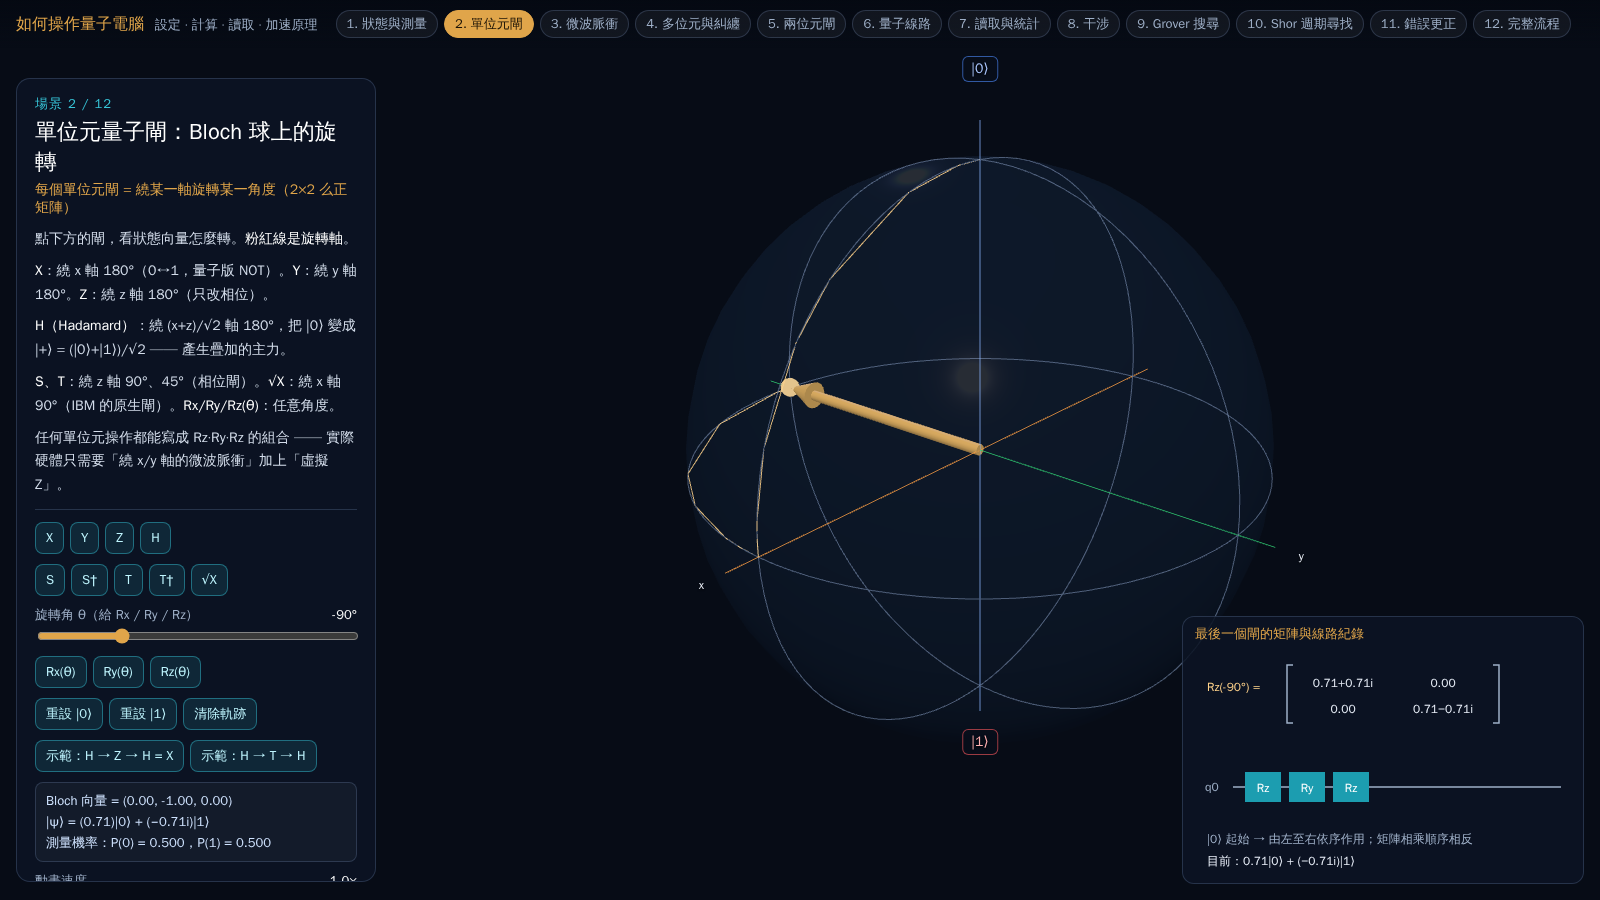 如何操作量子電腦 設定 · 計算 · 讀取 · 加速原理 1. 狀態與測量 2. 單位元閘 3. 微波脈衝 4. 多位元與糾纏 5. 兩位元閘 6. 量子線路 7. 讀取與統計 8. 干涉 9. Grover 搜尋 10. Shor 週期尋找 11. 錯誤更正 12. 完整流程
場景 2 / 12
單位元量子閘：Bloch 球上的旋
轉
每個單位元閘 = 繞某一軸旋轉某一角度（2×2 么正
矩陣）
點下方的閘，看狀態向量怎麼轉。粉紅線是旋轉軸。
X：繞 x 軸 180°（0↔1，量子版 NOT）。Y：繞 y 軸
180°。Z：繞 z 軸 180°（只改相位）。
H（Hadamard）：繞 (x+z)/√2 軸 180°，把 |0⟩ 變成
|+⟩ = (|0⟩+|1⟩)/√2 —— 產生疊加的主力。
S、T：繞 z 軸 90°、45°（相位閘）。√X：繞 x 軸
90°（IBM 的原生閘）。Rx/Ry/Rz(θ)：任意角度。
任何單位元操作都能寫成 Rz·Ry·Rz 的組合 —— 實際
硬體只需要「繞 x/y 軸的微波脈衝」加上「虛擬
Z」。
X Y Z H
S S† T T† √X
旋轉角 θ（給 Rx / Ry / Rz） -90°
Rx(θ) Ry(θ) Rz(θ)
重設 |0⟩ 重設 |1⟩ 清除軌跡
示範：H → Z → H = X 示範：H → T → H
Bloch 向量 = (0.00, -1.00, 0.00)
|ψ⟩ = (0.71)|0⟩ + (−0.71i)|1⟩
測量機率：P(0) = 0.500，P(1) = 0.500
動畫速度 1.0×
|0⟩
x
y
|1⟩
最後一個閘的矩陣與線路紀錄
Rz(-90°) =
0.71+0.71i 0.00
0.00 0.71−0.71i
q0 Rz Ry Rz
|0⟩ 起始 → 由左至右依序作用；矩陣相乘順序相反
目前：0.71|0⟩ + (−0.71i)|1⟩